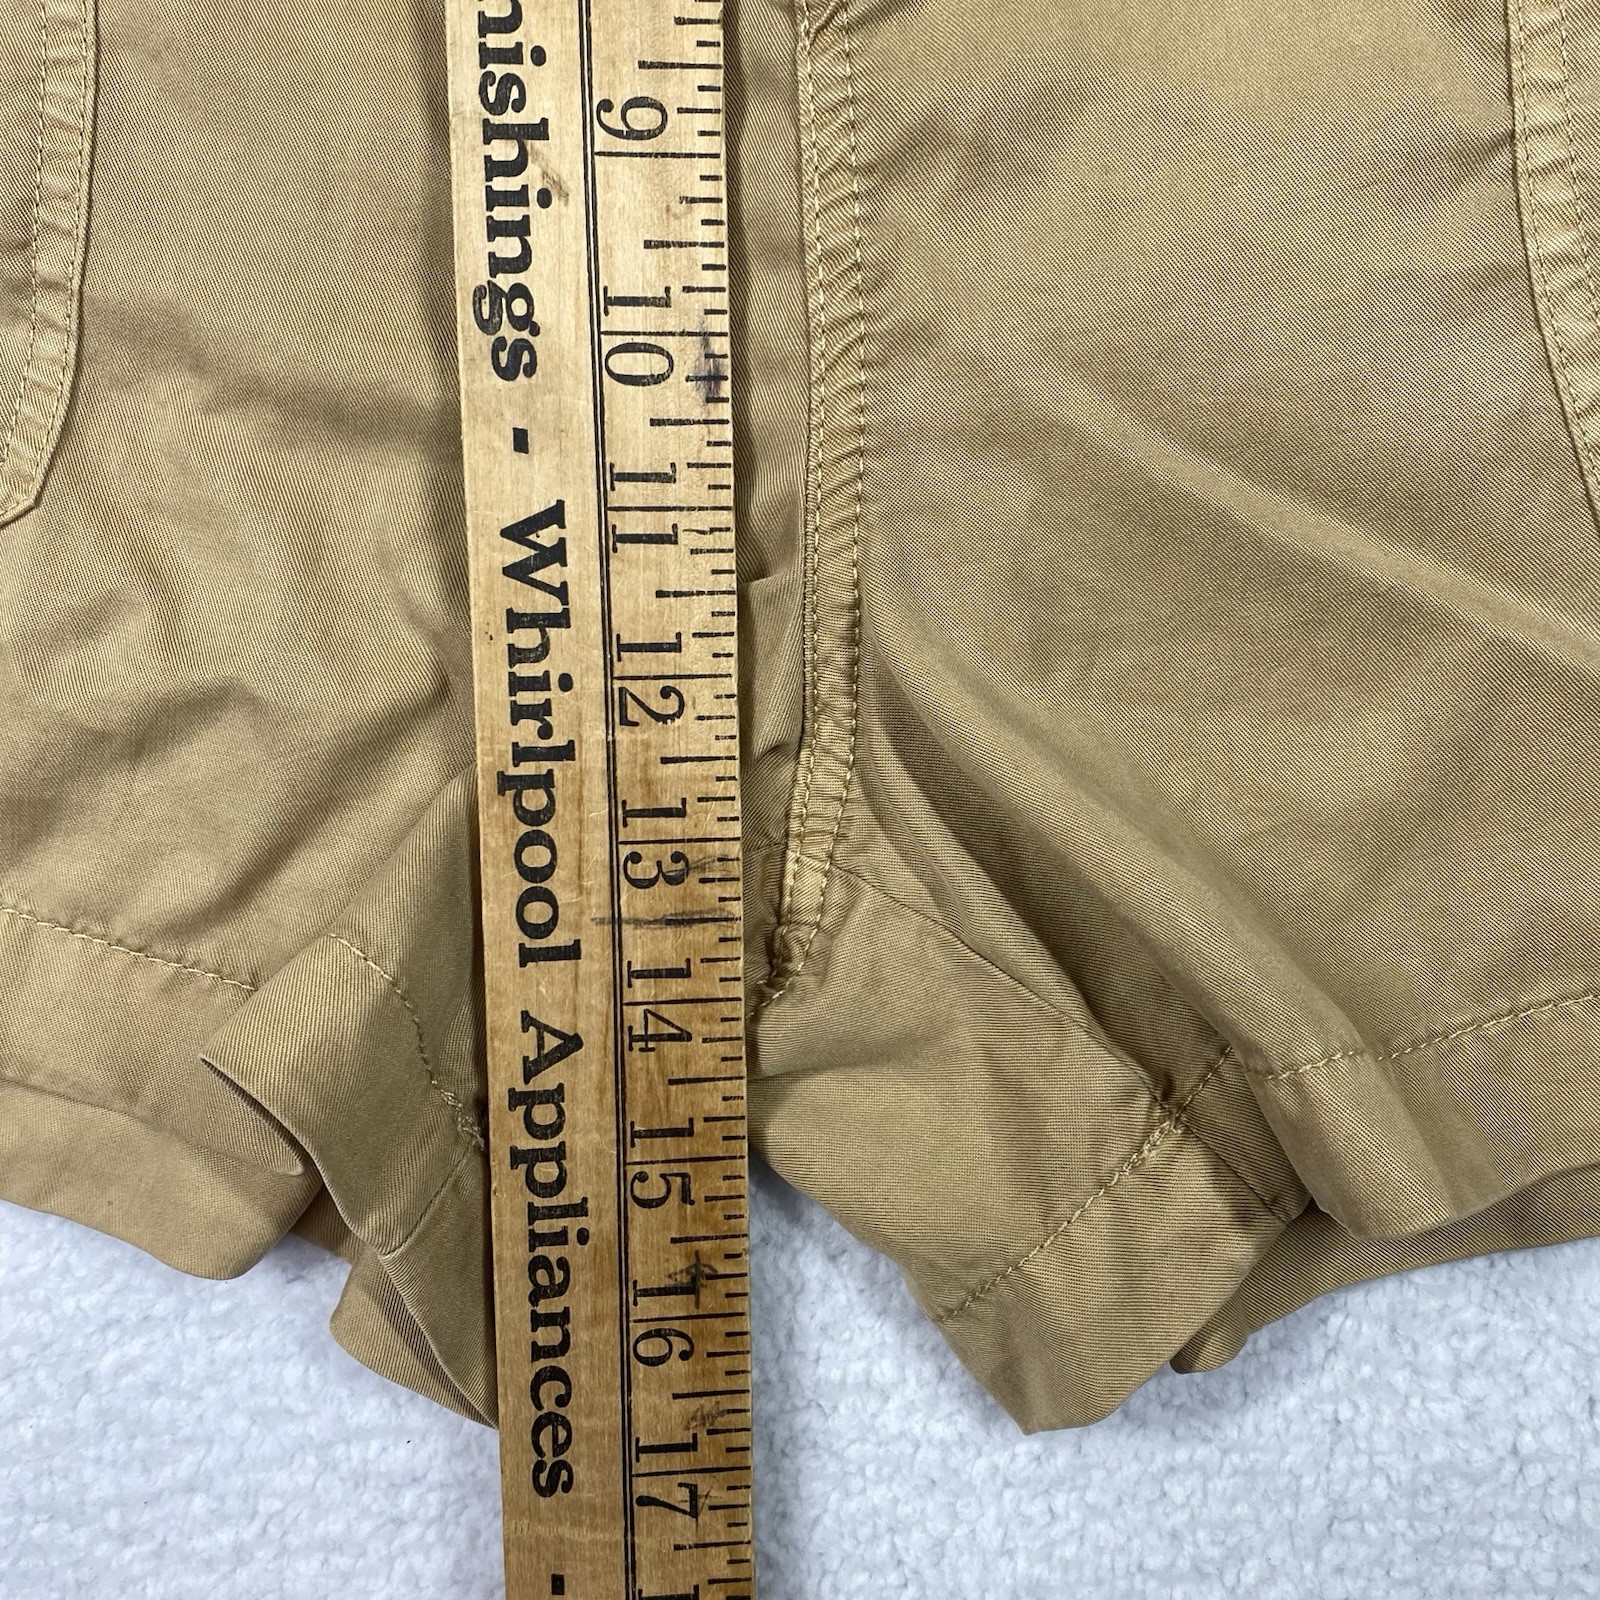 nishings - Whirlpool Appliances -
9 10 11 12 13 14 15 16 17